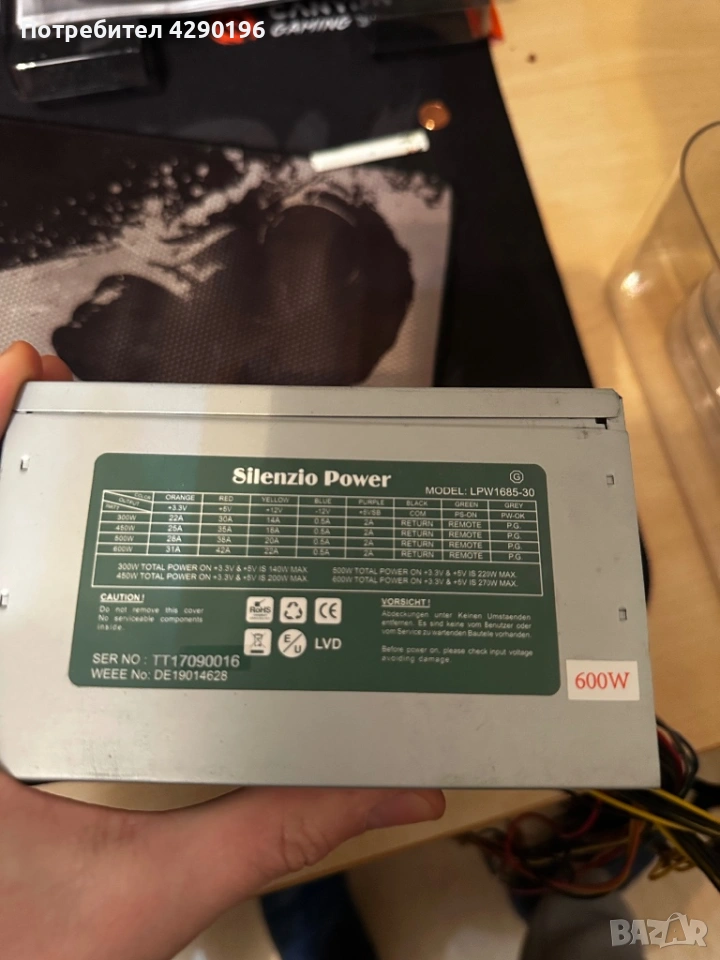 Потребител 4290196
CANYON
GAMING S
Silenzio Power
G
MODEL: LPW1685-30
COLOR ORANGE RED YELLOW BLUE PURPLE BLACK GREEN GREY
OUTPUT +3.3V +5V +12V -12V +5VSB COM PS-ON PW-OK
300W 22A 30A 14A 0.5A 2A RETURN REMOTE P.G.
450W 25A 35A 18A 0.5A 2A RETURN REMOTE P.G.
500W 28A 38A 20A 0.5A 2A RETURN REMOTE P.G.
600W 31A 42A 22A 0.5A 2A RETURN REMOTE P.G.
300W TOTAL POWER ON +3.3V & +5V IS 140W MAX. 500W TOTAL POWER ON +3.3V & +5V IS 220W MAX.
450W TOTAL POWER ON +3.3V & +5V IS 200W MAX. 600W TOTAL POWER ON +3.3V & +5V IS 270W MAX.
CAUTION !
Do not remove this cover
No serviceable components
inside.
RoHS
CE
E/U
LVD
VORSICHT !
Abdeckungen unter Keinen Umstaenden
entfernen. Es sind keine vom Benutzer oder
vom Service zu wartenden Bauteile vorhanden.
Before power on, please check input voltage
avoiding damage.
SER NO : TT17090016
WEEE No: DE19014628
600W
BAZAR